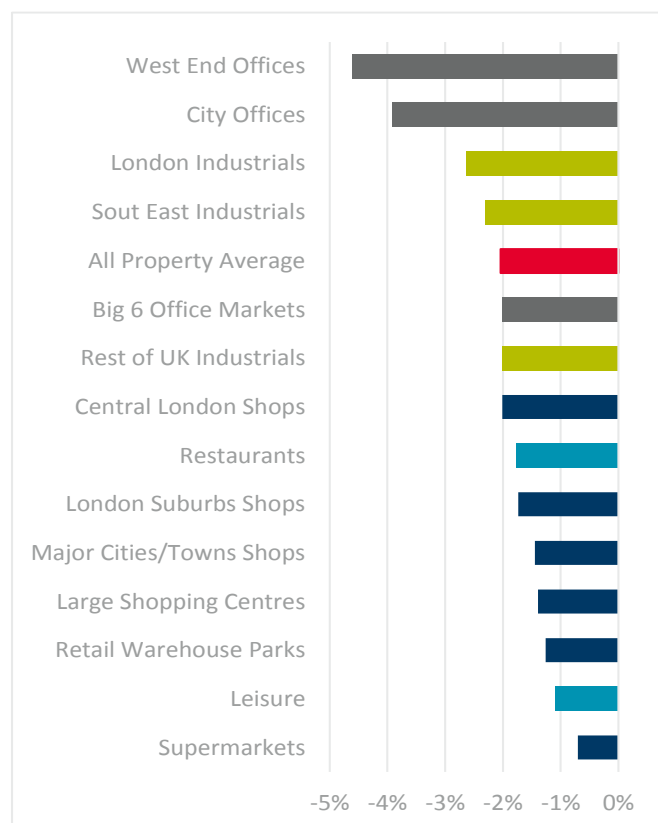 West End Offices
City Offices
London Industrials
Sout East Industrials
All Property Average
Big 6 Office Markets
Rest of UK Industrials
Central London Shops
Restaurants
London Suburbs Shops
Major Cities/Towns Shops
Large Shopping Centres
Retail Warehouse Parks
Leisure
Supermarkets
-5% -4% -3% -2% -1% 0%